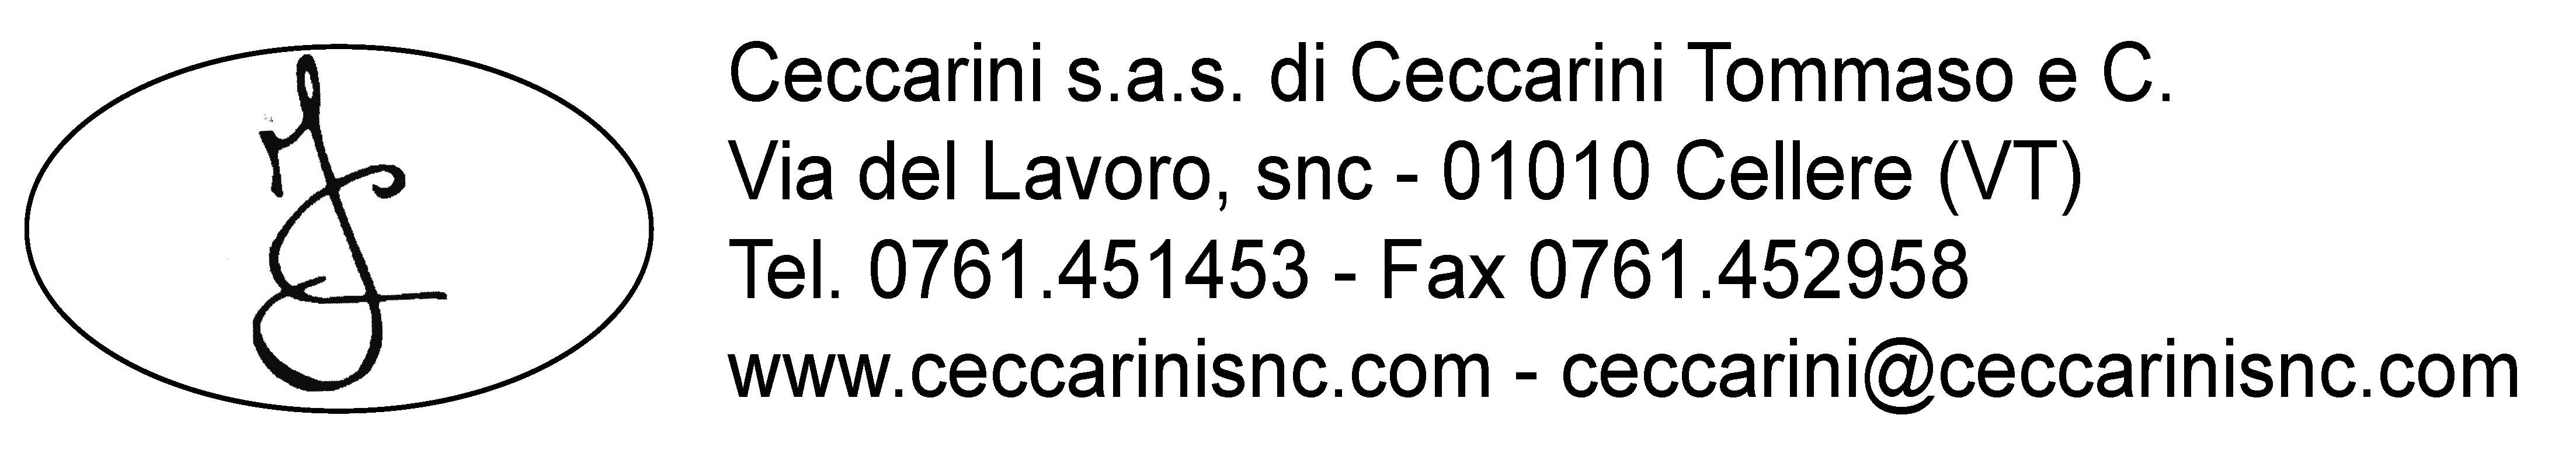 Ceccarini s.a.s. di Ceccarini Tommaso e C.
Via del Lavoro, snc - 01010 Cellere (VT)
Tel. 0761.451453 - Fax 0761.452958
www.ceccarinisnc.com - ceccarini@ceccarinisnc.com